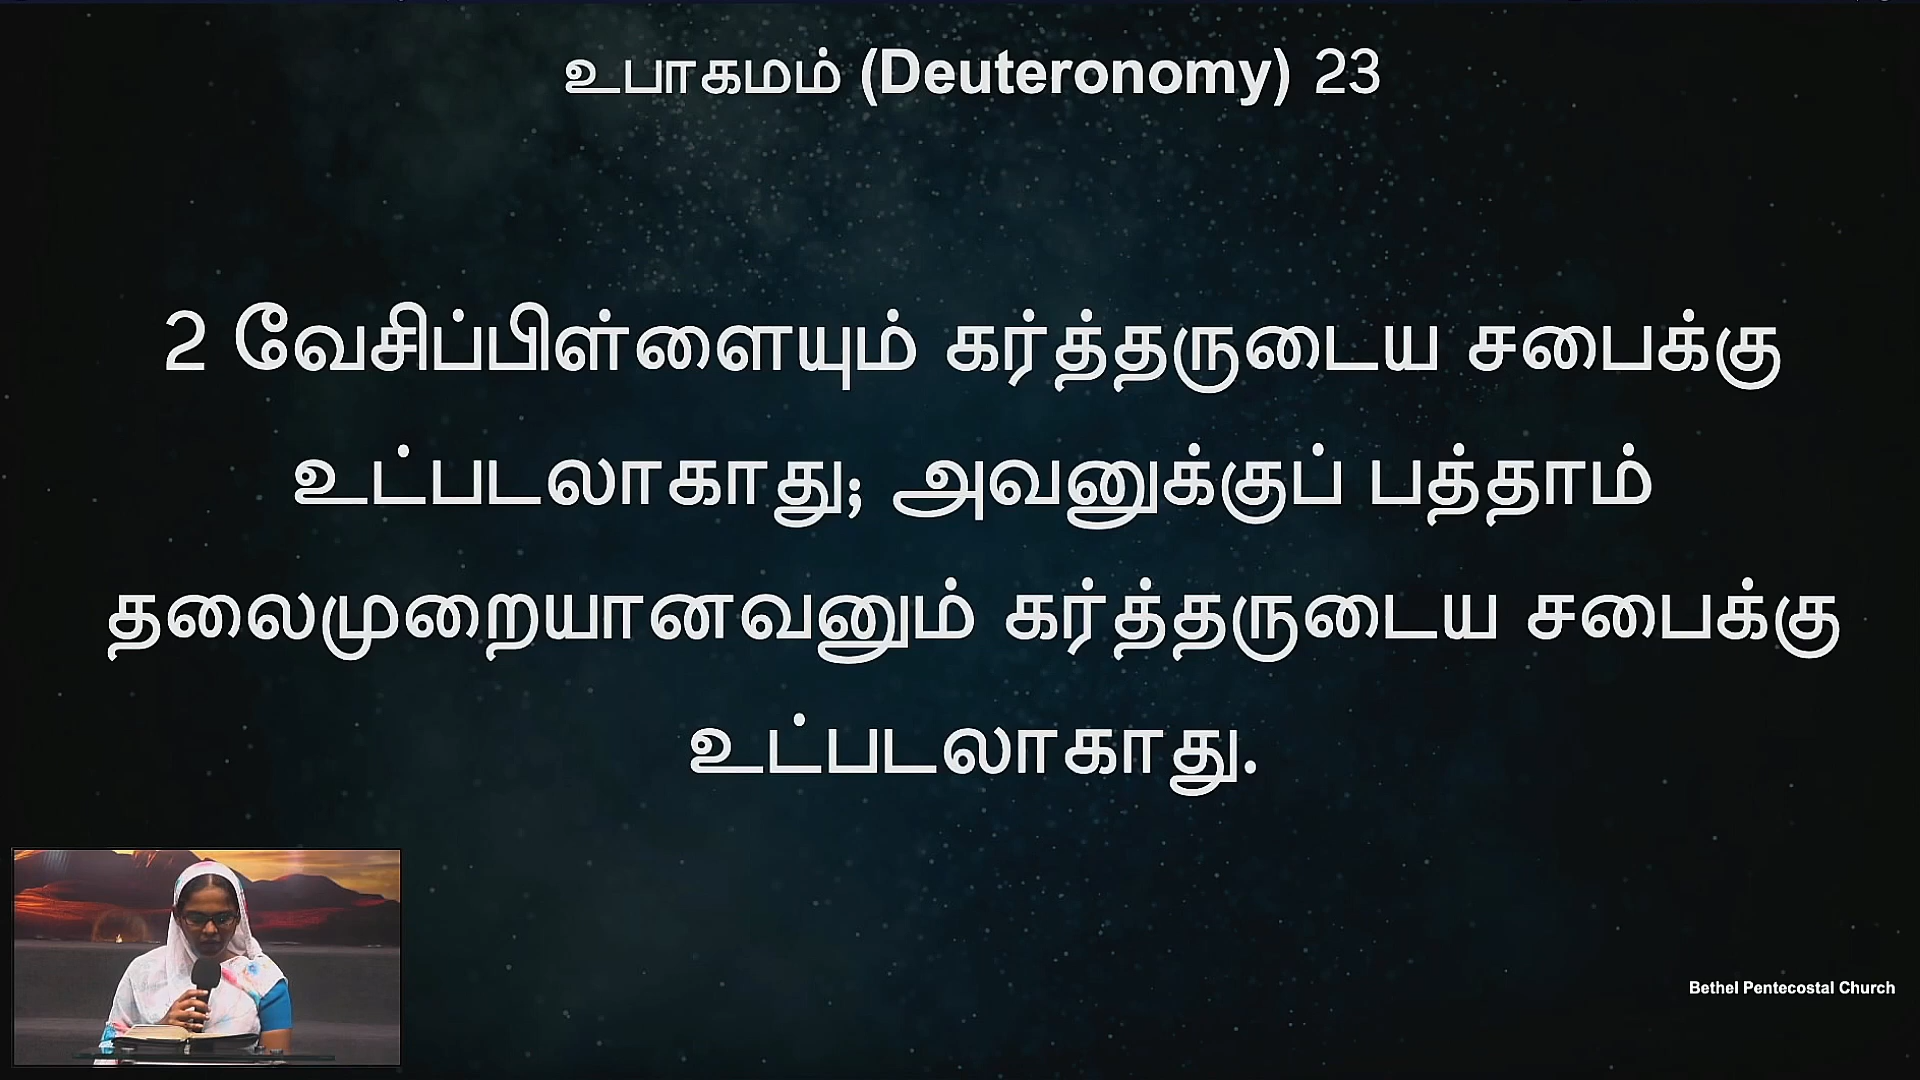 உபாகமம் (Deuteronomy) 23
2 வேசிப்பிள்ளையும் கர்த்தருடைய சபைக்கு
உட்படலாகாது; அவனுக்குப் பத்தாம்
தலைமுறையானவனும் கர்த்தருடைய சபைக்கு
உட்படலாகாது.
Bethel Pentecostal Church